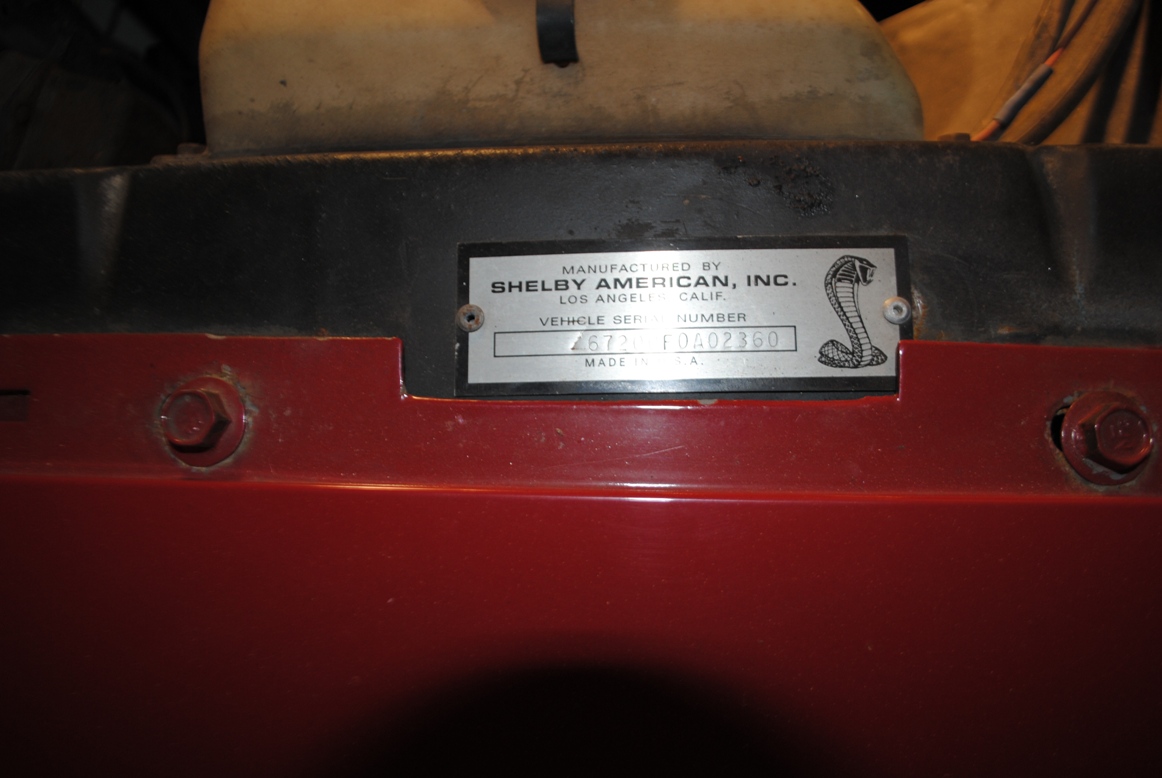 MANUFACTURED BY
SHELBY AMERICAN, INC.
LOS ANGELES CALIF.
VEHICLE SERIAL NUMBER
F0A02360
MADE IN U.S.A.